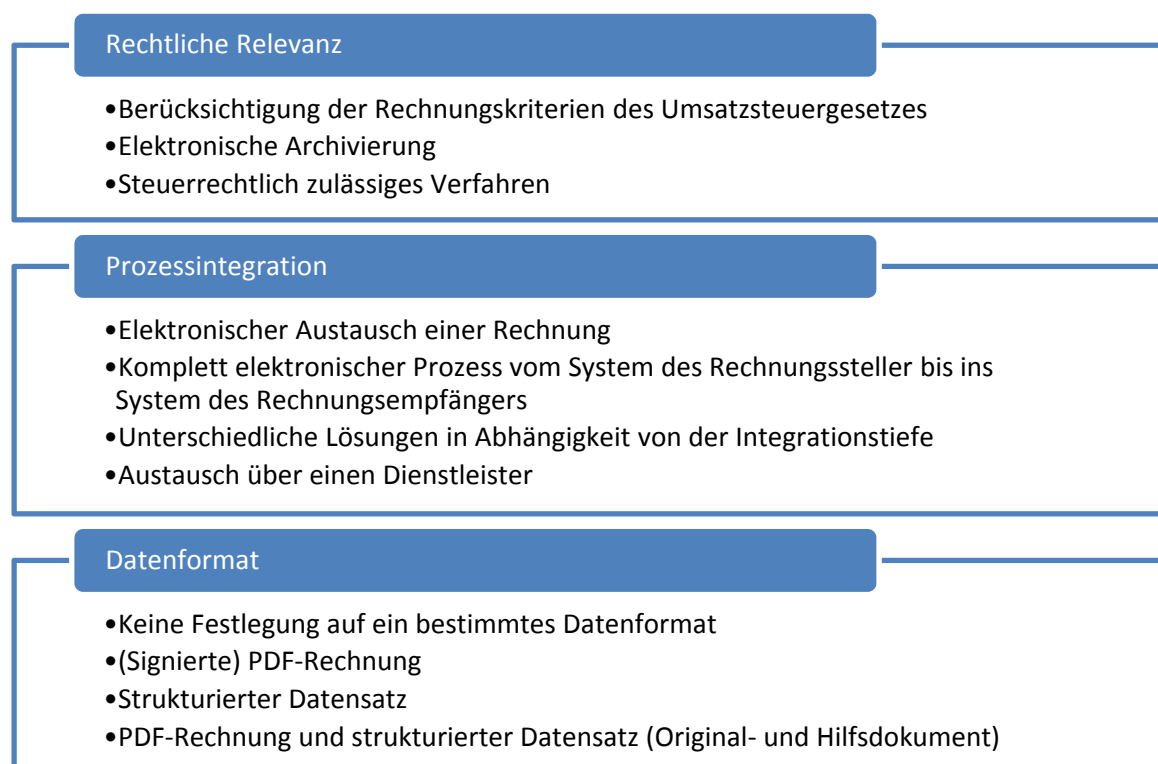 Rechtliche Relevanz
•Berücksichtigung der Rechnungskriterien des Umsatzsteuergesetzes
•Elektronische Archivierung
•Steuerrechtlich zulässiges Verfahren
Prozessintegration
•Elektronischer Austausch einer Rechnung
•Komplett elektronischer Prozess vom System des Rechnungssteller bis ins
System des Rechnungsempfängers
•Unterschiedliche Lösungen in Abhängigkeit von der Integrationstiefe
•Austausch über einen Dienstleister
Datenformat
•Keine Festlegung auf ein bestimmtes Datenformat
•(Signierte) PDF-Rechnung
•Strukturierter Datensatz
•PDF-Rechnung und strukturierter Datensatz (Original- und Hilfsdokument)